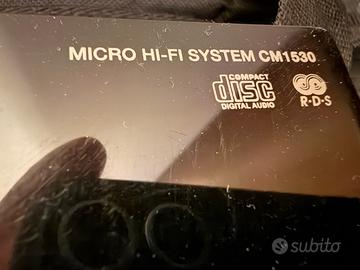 MICRO HI-FI SYSTEM CM1530
COMPACT
disc
DIGITAL AUDIO
R·D·S
subito